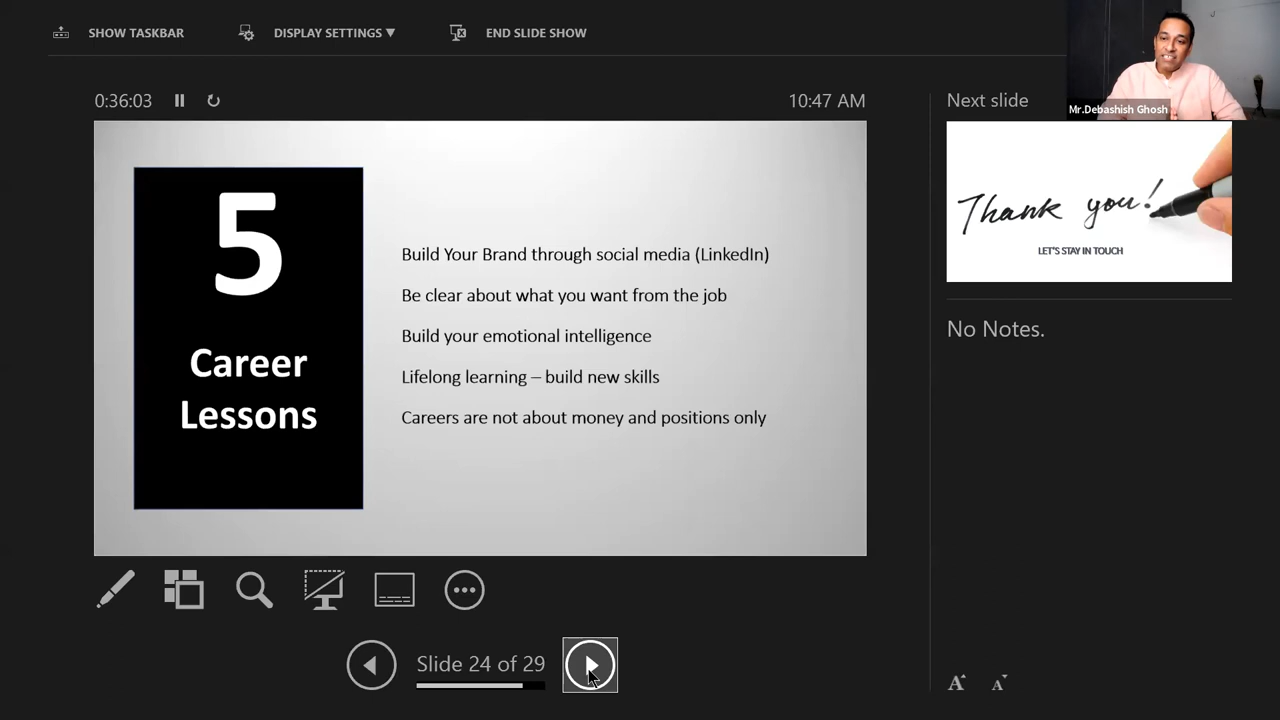 SHOW TASKBAR
DISPLAY SETTINGS ▼
END SLIDE SHOW
0:36:03
10:47 AM
Next slide
Mr.Debashish Ghosh
5
Career
Lessons
Build Your Brand through social media (LinkedIn)
Be clear about what you want from the job
Build your emotional intelligence
Lifelong learning – build new skills
Careers are not about money and positions only
Thank you!
LET'S STAY IN TOUCH
No Notes.
Slide 24 of 29
A A